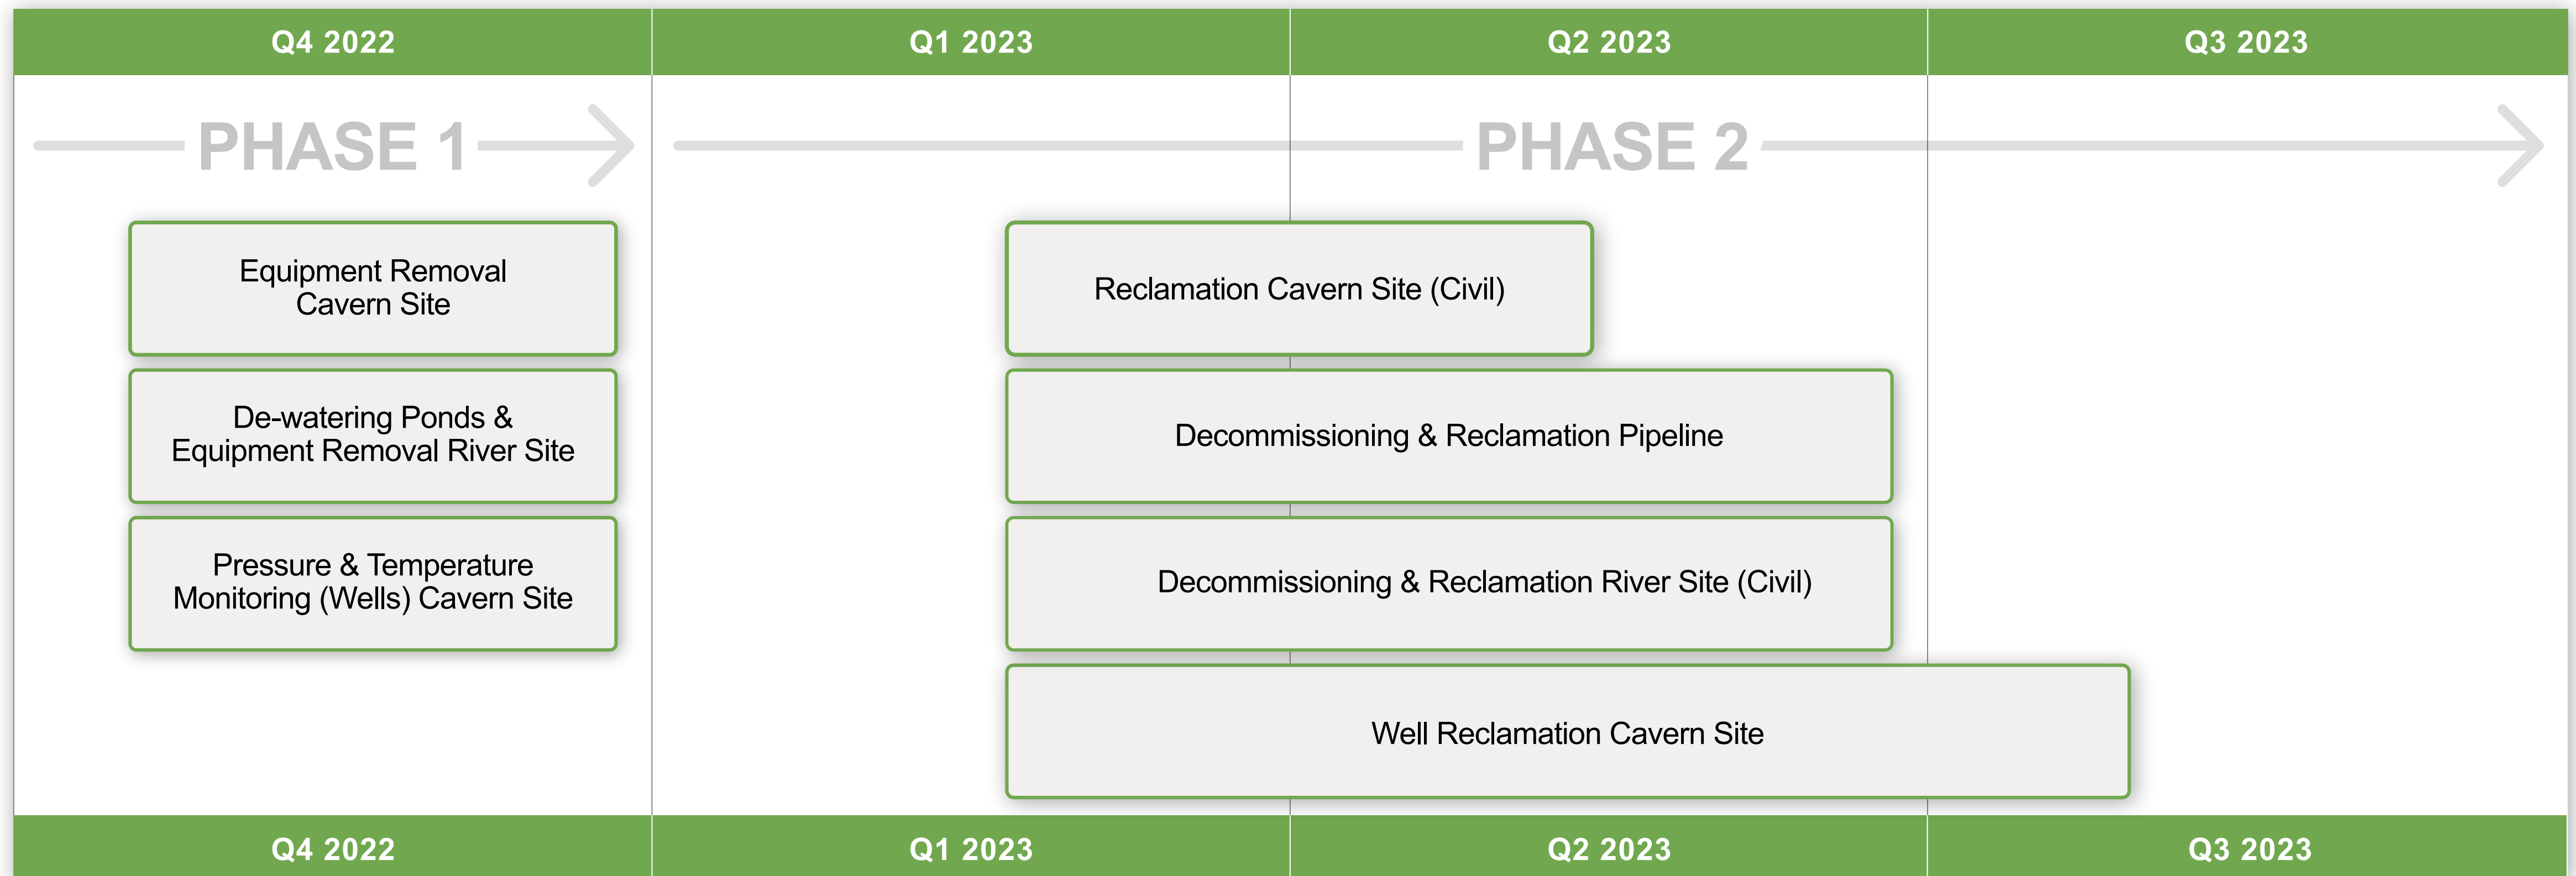 Q4 2022
Q1 2023
Q2 2023
Q3 2023
PHASE 1
PHASE 2
Equipment Removal
Cavern Site
Reclamation Cavern Site (Civil)
De-watering Ponds &
Equipment Removal River Site
Decommissioning & Reclamation Pipeline
Pressure & Temperature
Monitoring (Wells) Cavern Site
Decommissioning & Reclamation River Site (Civil)
Well Reclamation Cavern Site
Q4 2022
Q1 2023
Q2 2023
Q3 2023